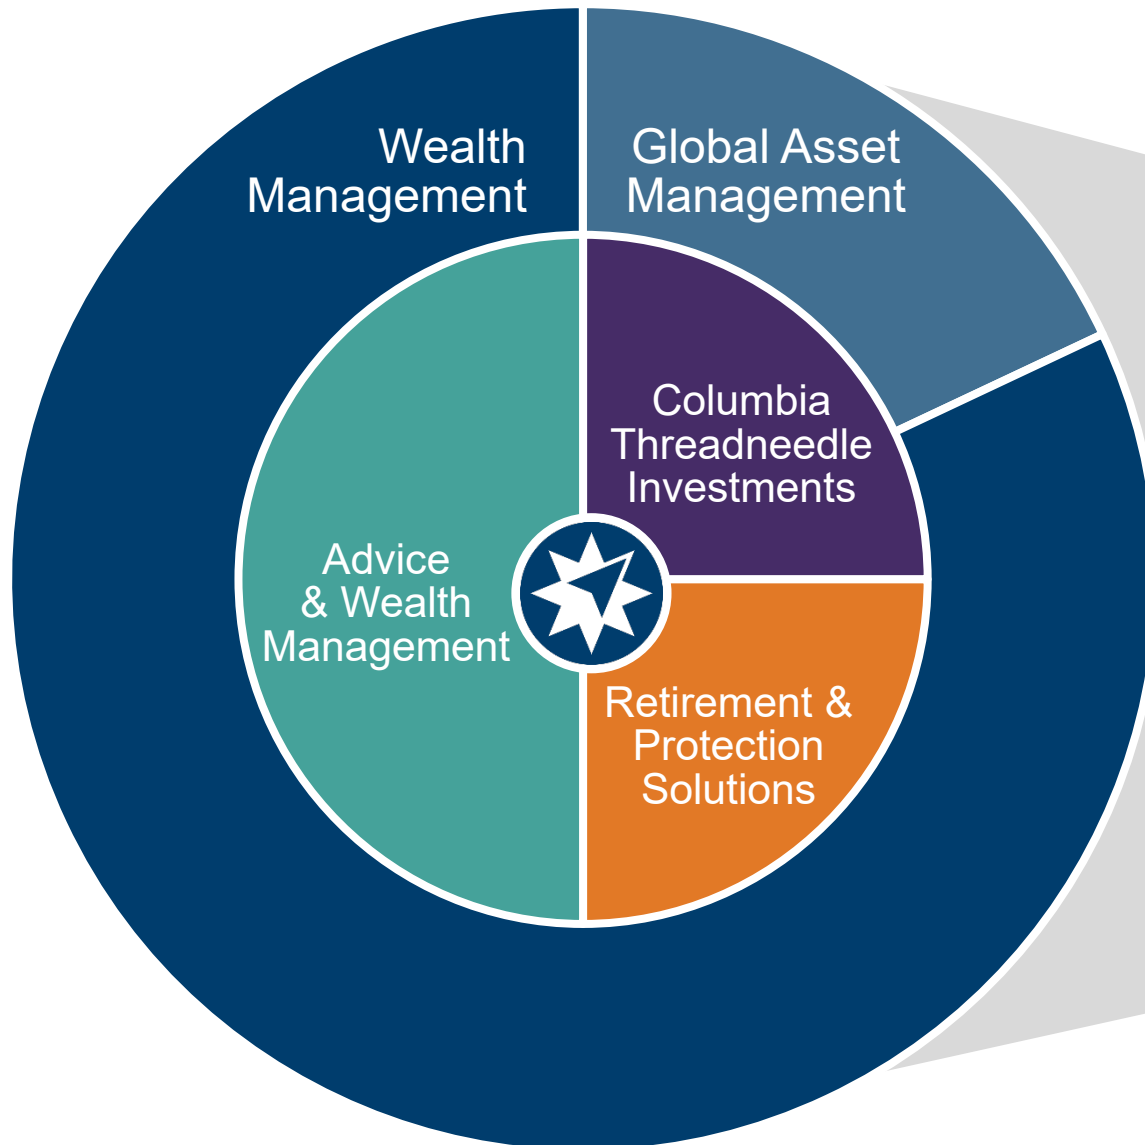 Wealth
Management
Global Asset
Management
Columbia
Threadneedle
Investments
Advice
& Wealth
Management
Retirement &
Protection
Solutions